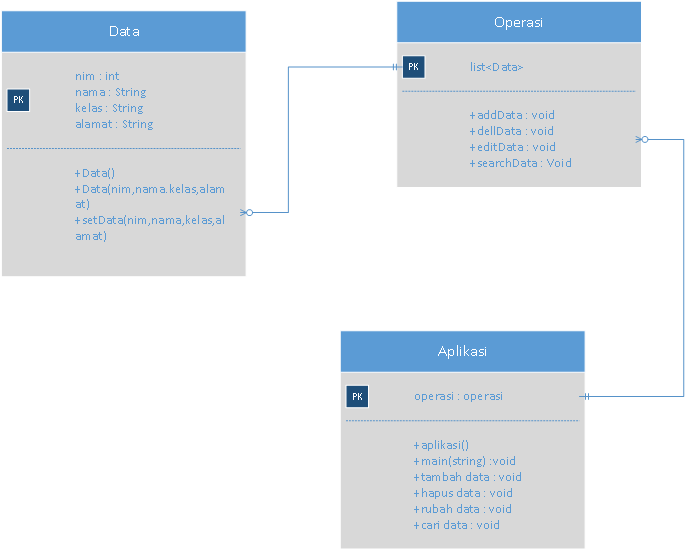 Data
PK
nim : int
nama : String
kelas : String
alamat : String
+Data()
+Data(nim,nama.kelas,alam
at)
+setData(nim,nama,kelas,al
amat)
Operasi
PK
list<Data>
+addData : void
+dellData : void
+editData : void
+searchData : Void
Aplikasi
PK
operasi : operasi
+aplikasi()
+main(string) :void
+tambah data : void
+hapus data : void
+rubah data : void
+cari data : void